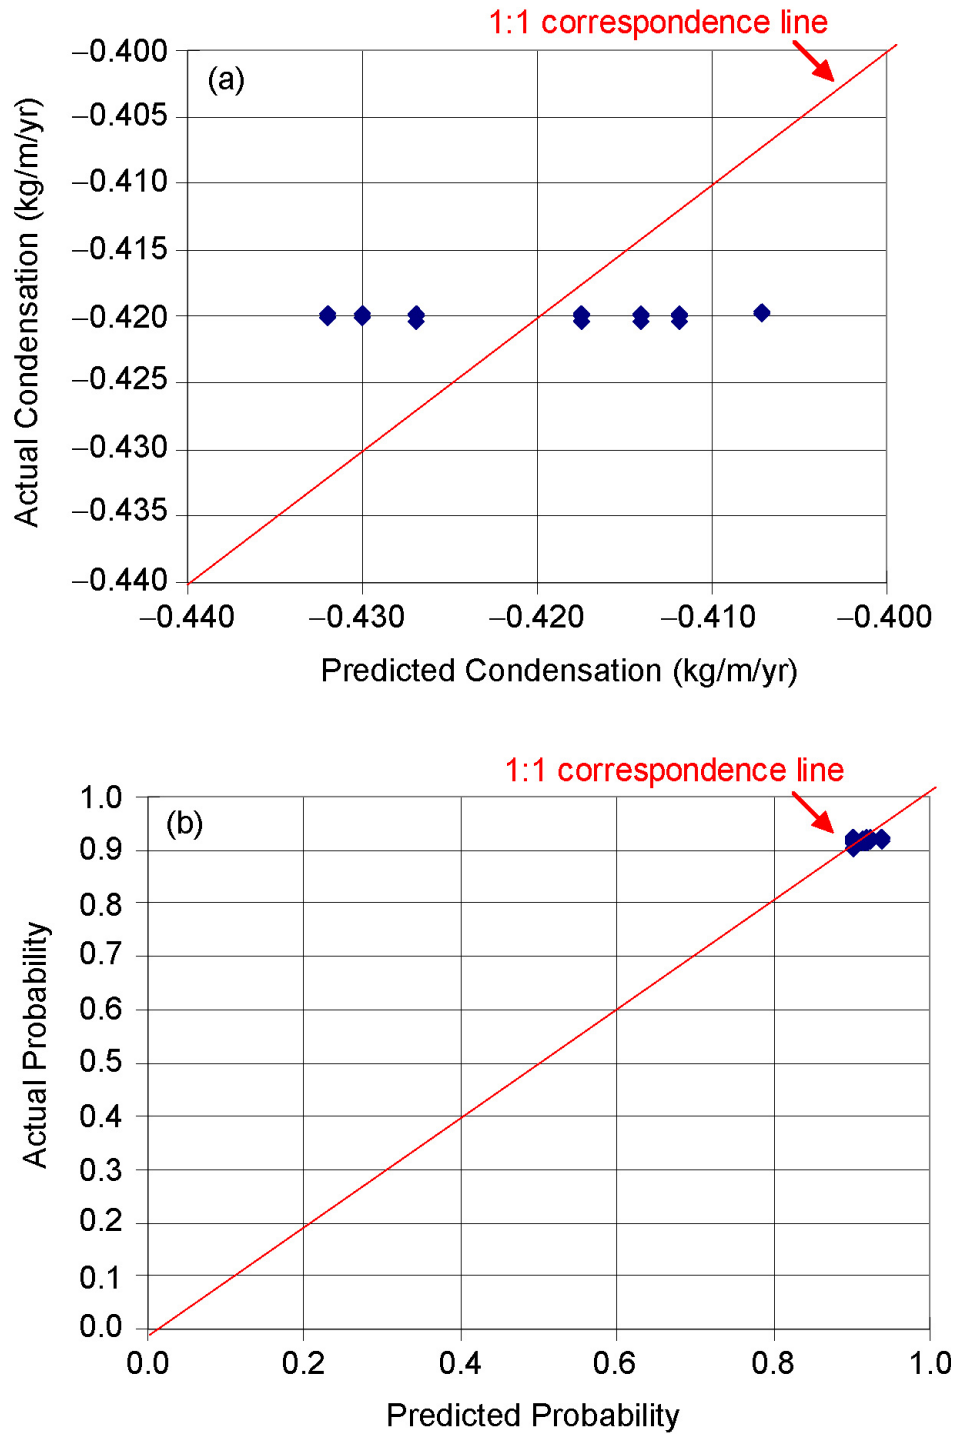 1:1 correspondence line
(a)
Actual Condensation (kg/m/yr)
−0.400
−0.405
−0.410
−0.415
−0.420
−0.425
−0.430
−0.435
−0.440
−0.440 −0.430 −0.420 −0.410 −0.400
Predicted Condensation (kg/m/yr)
1:1 correspondence line
(b)
Actual Probability
1.0
0.9
0.8
0.7
0.6
0.5
0.4
0.3
0.2
0.1
0.0
0.0 0.2 0.4 0.6 0.8 1.0
Predicted Probability